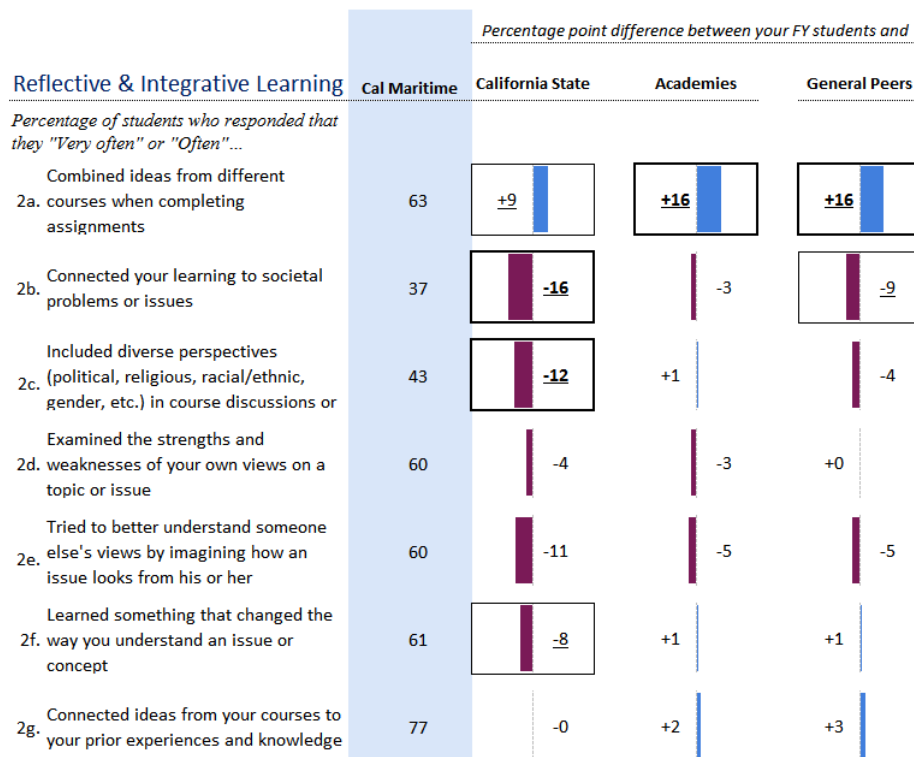 Percentage point difference between your FY students and
Reflective & Integrative Learning Cal Maritime California State Academies General Peers
Percentage of students who responded that
they "Very often" or "Often"...
Combined ideas from different
2a. courses when completing 63 +9 +16 +16
assignments
2b. Connected your learning to societal 37 -16 -3 -9
problems or issues
Included diverse perspectives
2c. (political, religious, racial/ethnic, 43 -12 +1 -4
gender, etc.) in course discussions or
Examined the strengths and
2d. weaknesses of your own views on a 60 -4 -3 +0
topic or issue
Tried to better understand someone
2e. else's views by imagining how an 60 -11 -5 -5
issue looks from his or her
Learned something that changed the
2f. way you understand an issue or 61 -8 +1 +1
concept
2g. Connected ideas from your courses to 77 -0 +2 +3
your prior experiences and knowledge